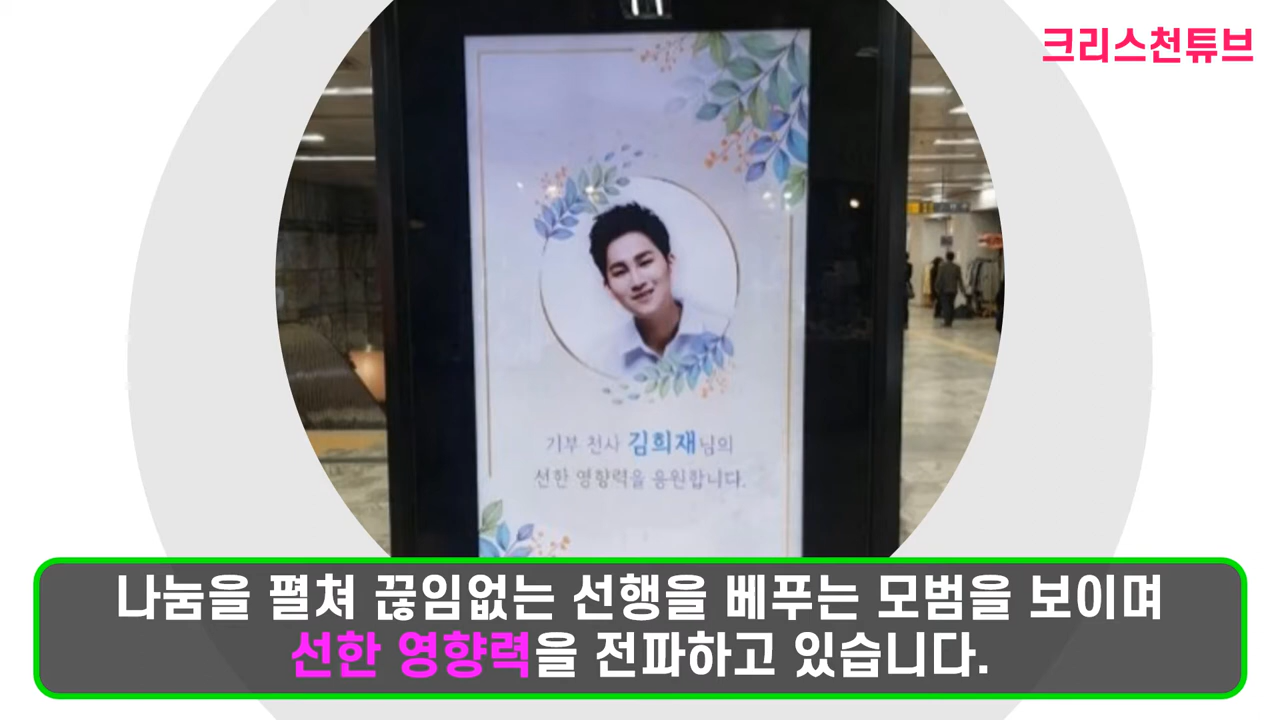 크리스천튜브
기부 천사 김희재님의
선한 영향력을 응원합니다.
나눔을 펼쳐 끊임없는 선행을 베푸는 모범을 보이며
선한 영향력을 전파하고 있습니다.